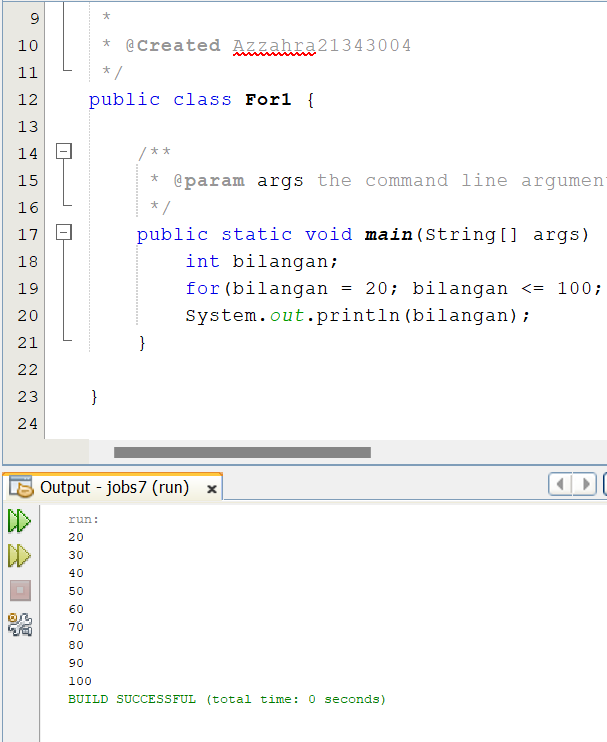 9 *
10 * @Created Azzahra21343004
11 */
12 public class For1 {
13
14 /**
15 * @param args the command line argumen
16 */
17 public static void main(String[] args)
18 int bilangan;
19 for(bilangan = 20; bilangan <= 100;
20 System.out.println(bilangan);
21 }
22
23 }
24
Output - jobs7 (run) x
run:
20
30
40
50
60
70
80
90
100
BUILD SUCCESSFUL (total time: 0 seconds)